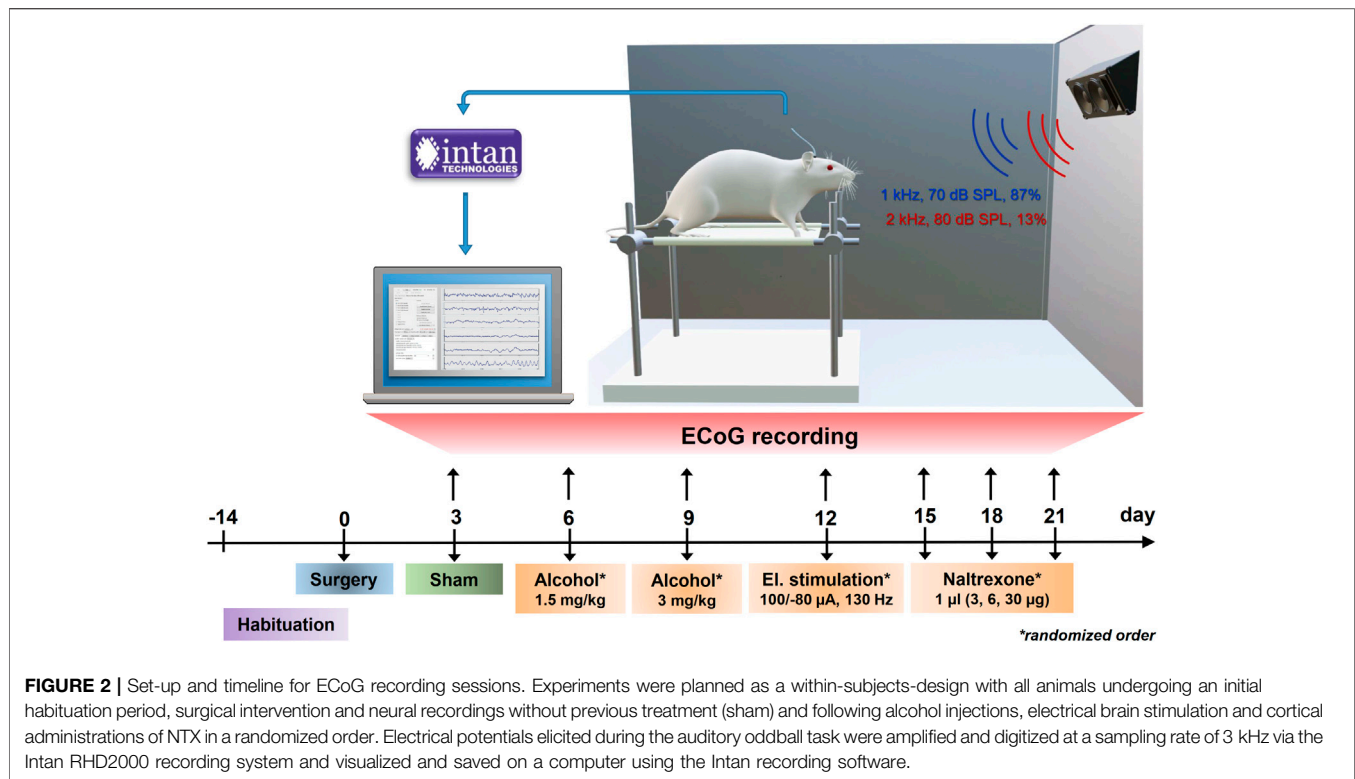 intan
TECHNOLOGIES
1 kHz, 70 dB SPL, 87%
2 kHz, 80 dB SPL, 13%
ECoG recording
-14 0 3 6 9 12 15 18 21 day
Surgery
Sham
Alcohol*
1.5 mg/kg
Alcohol*
3 mg/kg
El. stimulation*
100/-80 µA, 130 Hz
Naltrexone*
1 µl (3, 6, 30 µg)
Habituation
*randomized order
FIGURE 2 | Set-up and timeline for ECoG recording sessions. Experiments were planned as a within-subjects-design with all animals undergoing an initial
habituation period, surgical intervention and neural recordings without previous treatment (sham) and following alcohol injections, electrical brain stimulation and cortical
administrations of NTX in a randomized order. Electrical potentials elicited during the auditory oddball task were amplified and digitized at a sampling rate of 3 kHz via the
Intan RHD2000 recording system and visualized and saved on a computer using the Intan recording software.